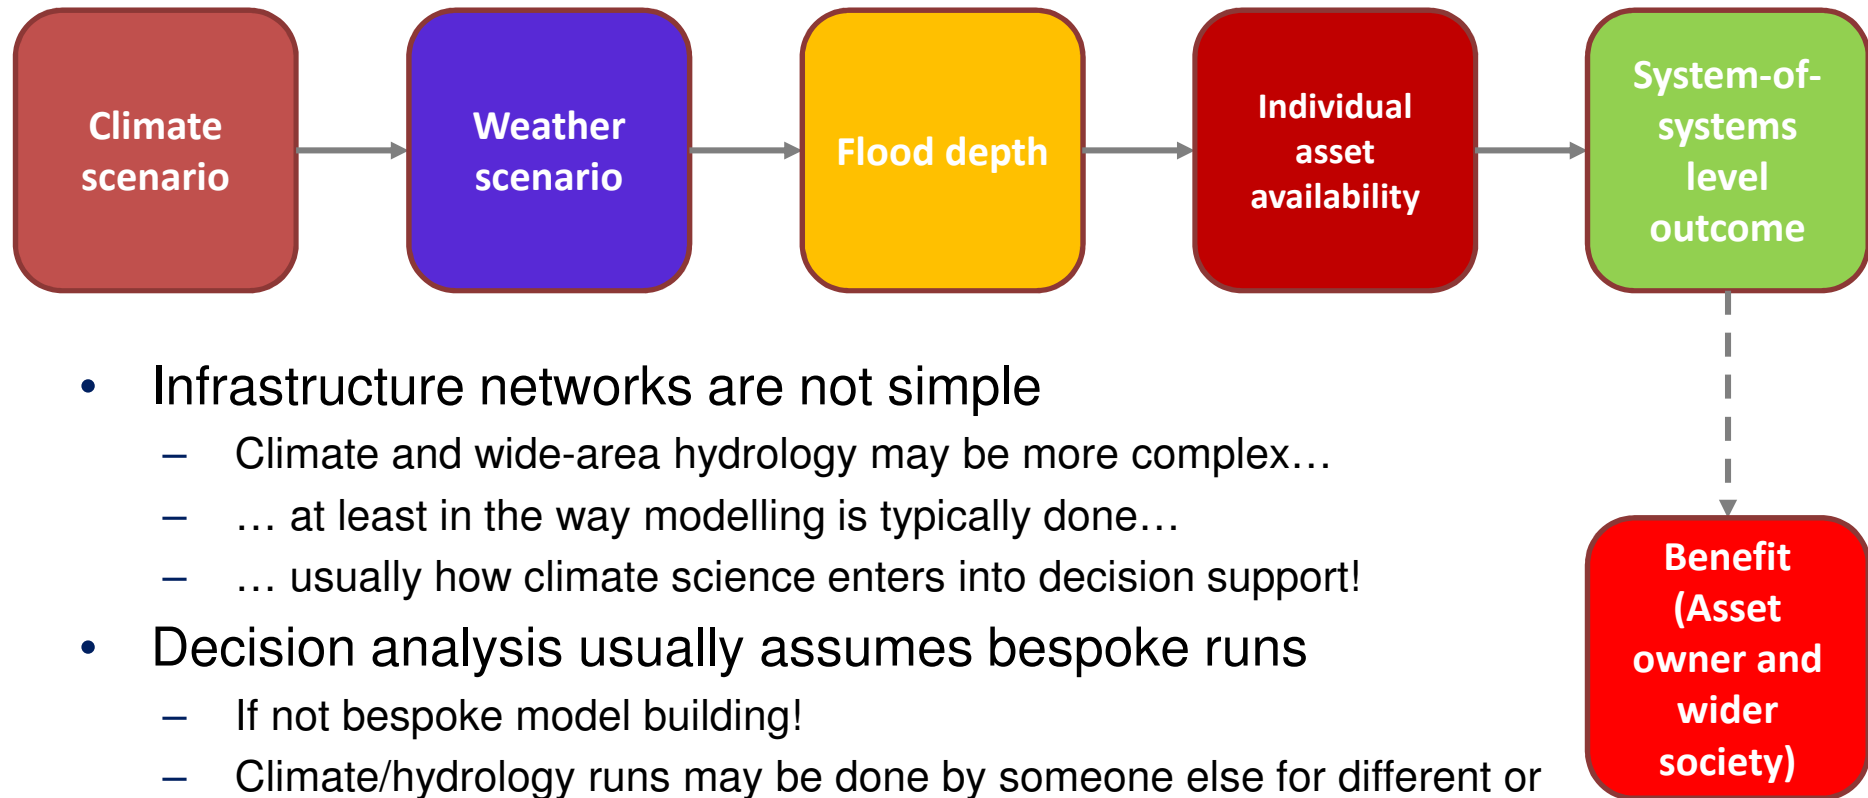 Climate
scenario
Weather
scenario
Flood depth
Individual
asset
availability
System-of-
systems
level
outcome
• Infrastructure networks are not simple
– Climate and wide-area hydrology may be more complex…
– … at least in the way modelling is typically done…
– … usually how climate science enters into decision support!
• Decision analysis usually assumes bespoke runs
– If not bespoke model building!
– Climate/hydrology runs may be done by someone else for different or
Benefit
(Asset
owner and
wider
society)